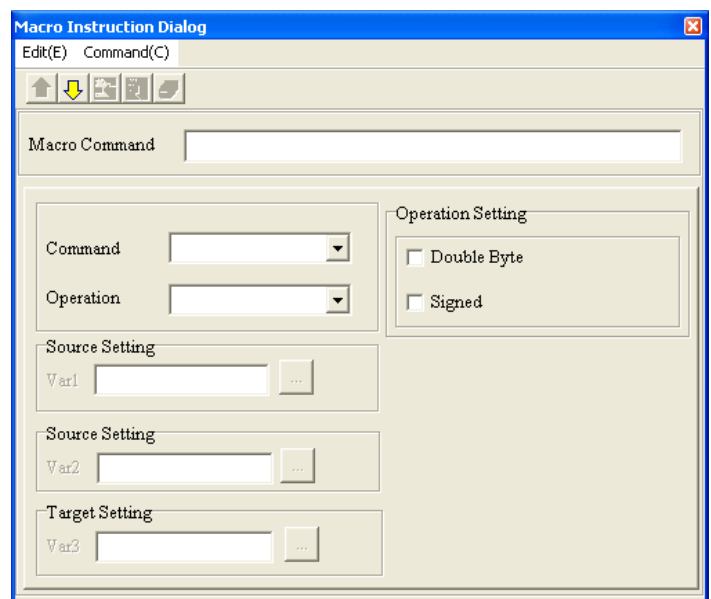 Macro Instruction Dialog
Edit(E) Command(C)
Macro Command
Command
Operation
Operation Setting
Double Byte
Signed
Source Setting
Var1 ...
Source Setting
Var2 ...
Target Setting
Var3 ...